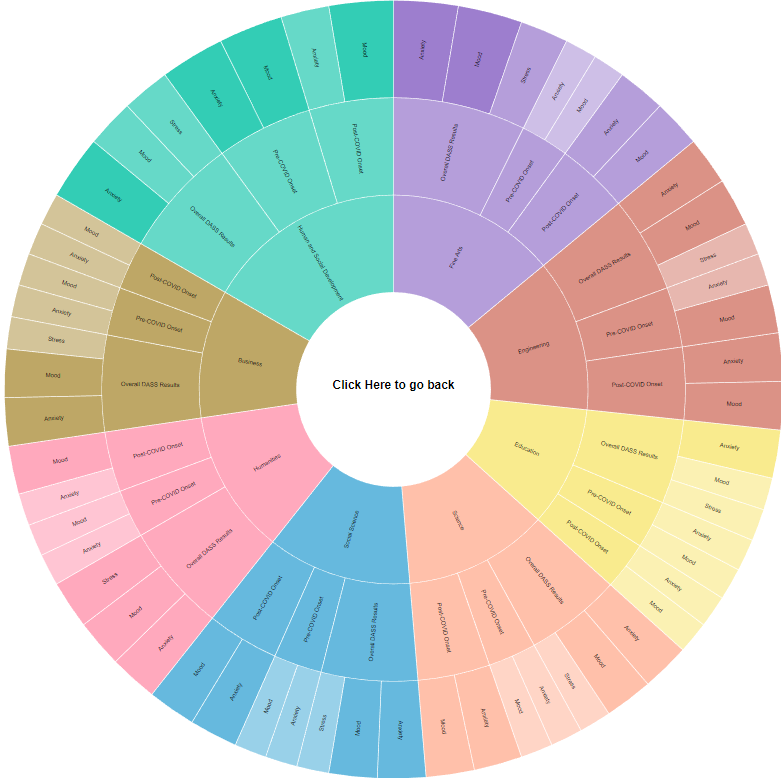 Click Here to go back
Fine Arts
Overall DASS Results
Anxiety
Mood
Stress
Pre-COVID Onset
Anxiety
Mood
Post-COVID Onset
Anxiety
Mood
Engineering
Overall DASS Results
Anxiety
Mood
Stress
Pre-COVID Onset
Anxiety
Mood
Post-COVID Onset
Anxiety
Mood
Education
Overall DASS Results
Anxiety
Mood
Stress
Pre-COVID Onset
Anxiety
Mood
Post-COVID Onset
Anxiety
Mood
Science
Overall DASS Results
Anxiety
Mood
Stress
Pre-COVID Onset
Anxiety
Mood
Post-COVID Onset
Anxiety
Mood
Social Science
Overall DASS Results
Anxiety
Mood
Stress
Pre-COVID Onset
Anxiety
Mood
Post-COVID Onset
Anxiety
Mood
Humanities
Overall DASS Results
Anxiety
Mood
Stress
Pre-COVID Onset
Anxiety
Mood
Post-COVID Onset
Anxiety
Mood
Business
Overall DASS Results
Anxiety
Mood
Stress
Pre-COVID Onset
Anxiety
Mood
Post-COVID Onset
Anxiety
Mood
Human and Social Development
Overall DASS Results
Anxiety
Mood
Stress
Pre-COVID Onset
Anxiety
Mood
Post-COVID Onset
Anxiety
Mood